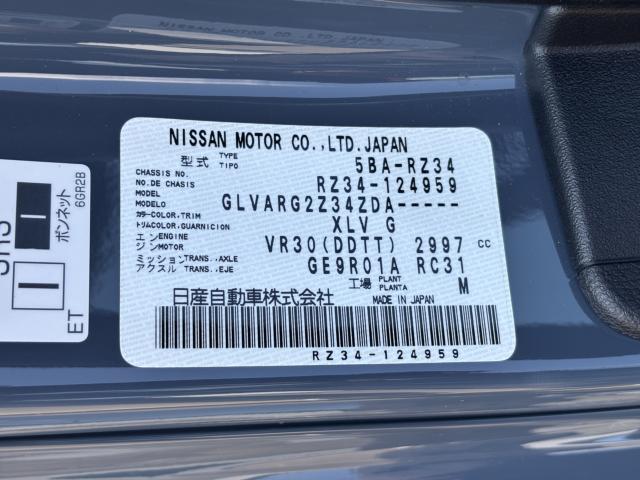 NISSAN MOTOR CO.,LTD.JAPAN
型式 TYPE TIPO 5BA-RZ34
CHASSIS NO. NO.DE CHASIS RZ34-124959
MODEL MODELO GLVARG2Z34ZDA-----
カラー COLOR,TRIM トリム COLOR,GUARNICION XLV G
エンジン ENGINE MOTOR VR30(DDTT) 2997 cc
ミッション TRANS.,AXLE アクスル TRANS.,EJE GE9R01A RC31
工場 PLANT PLANTA M
日産自動車株式会社 MADE IN JAPAN
RZ34-124959
ボンネット
6GR2B
ET